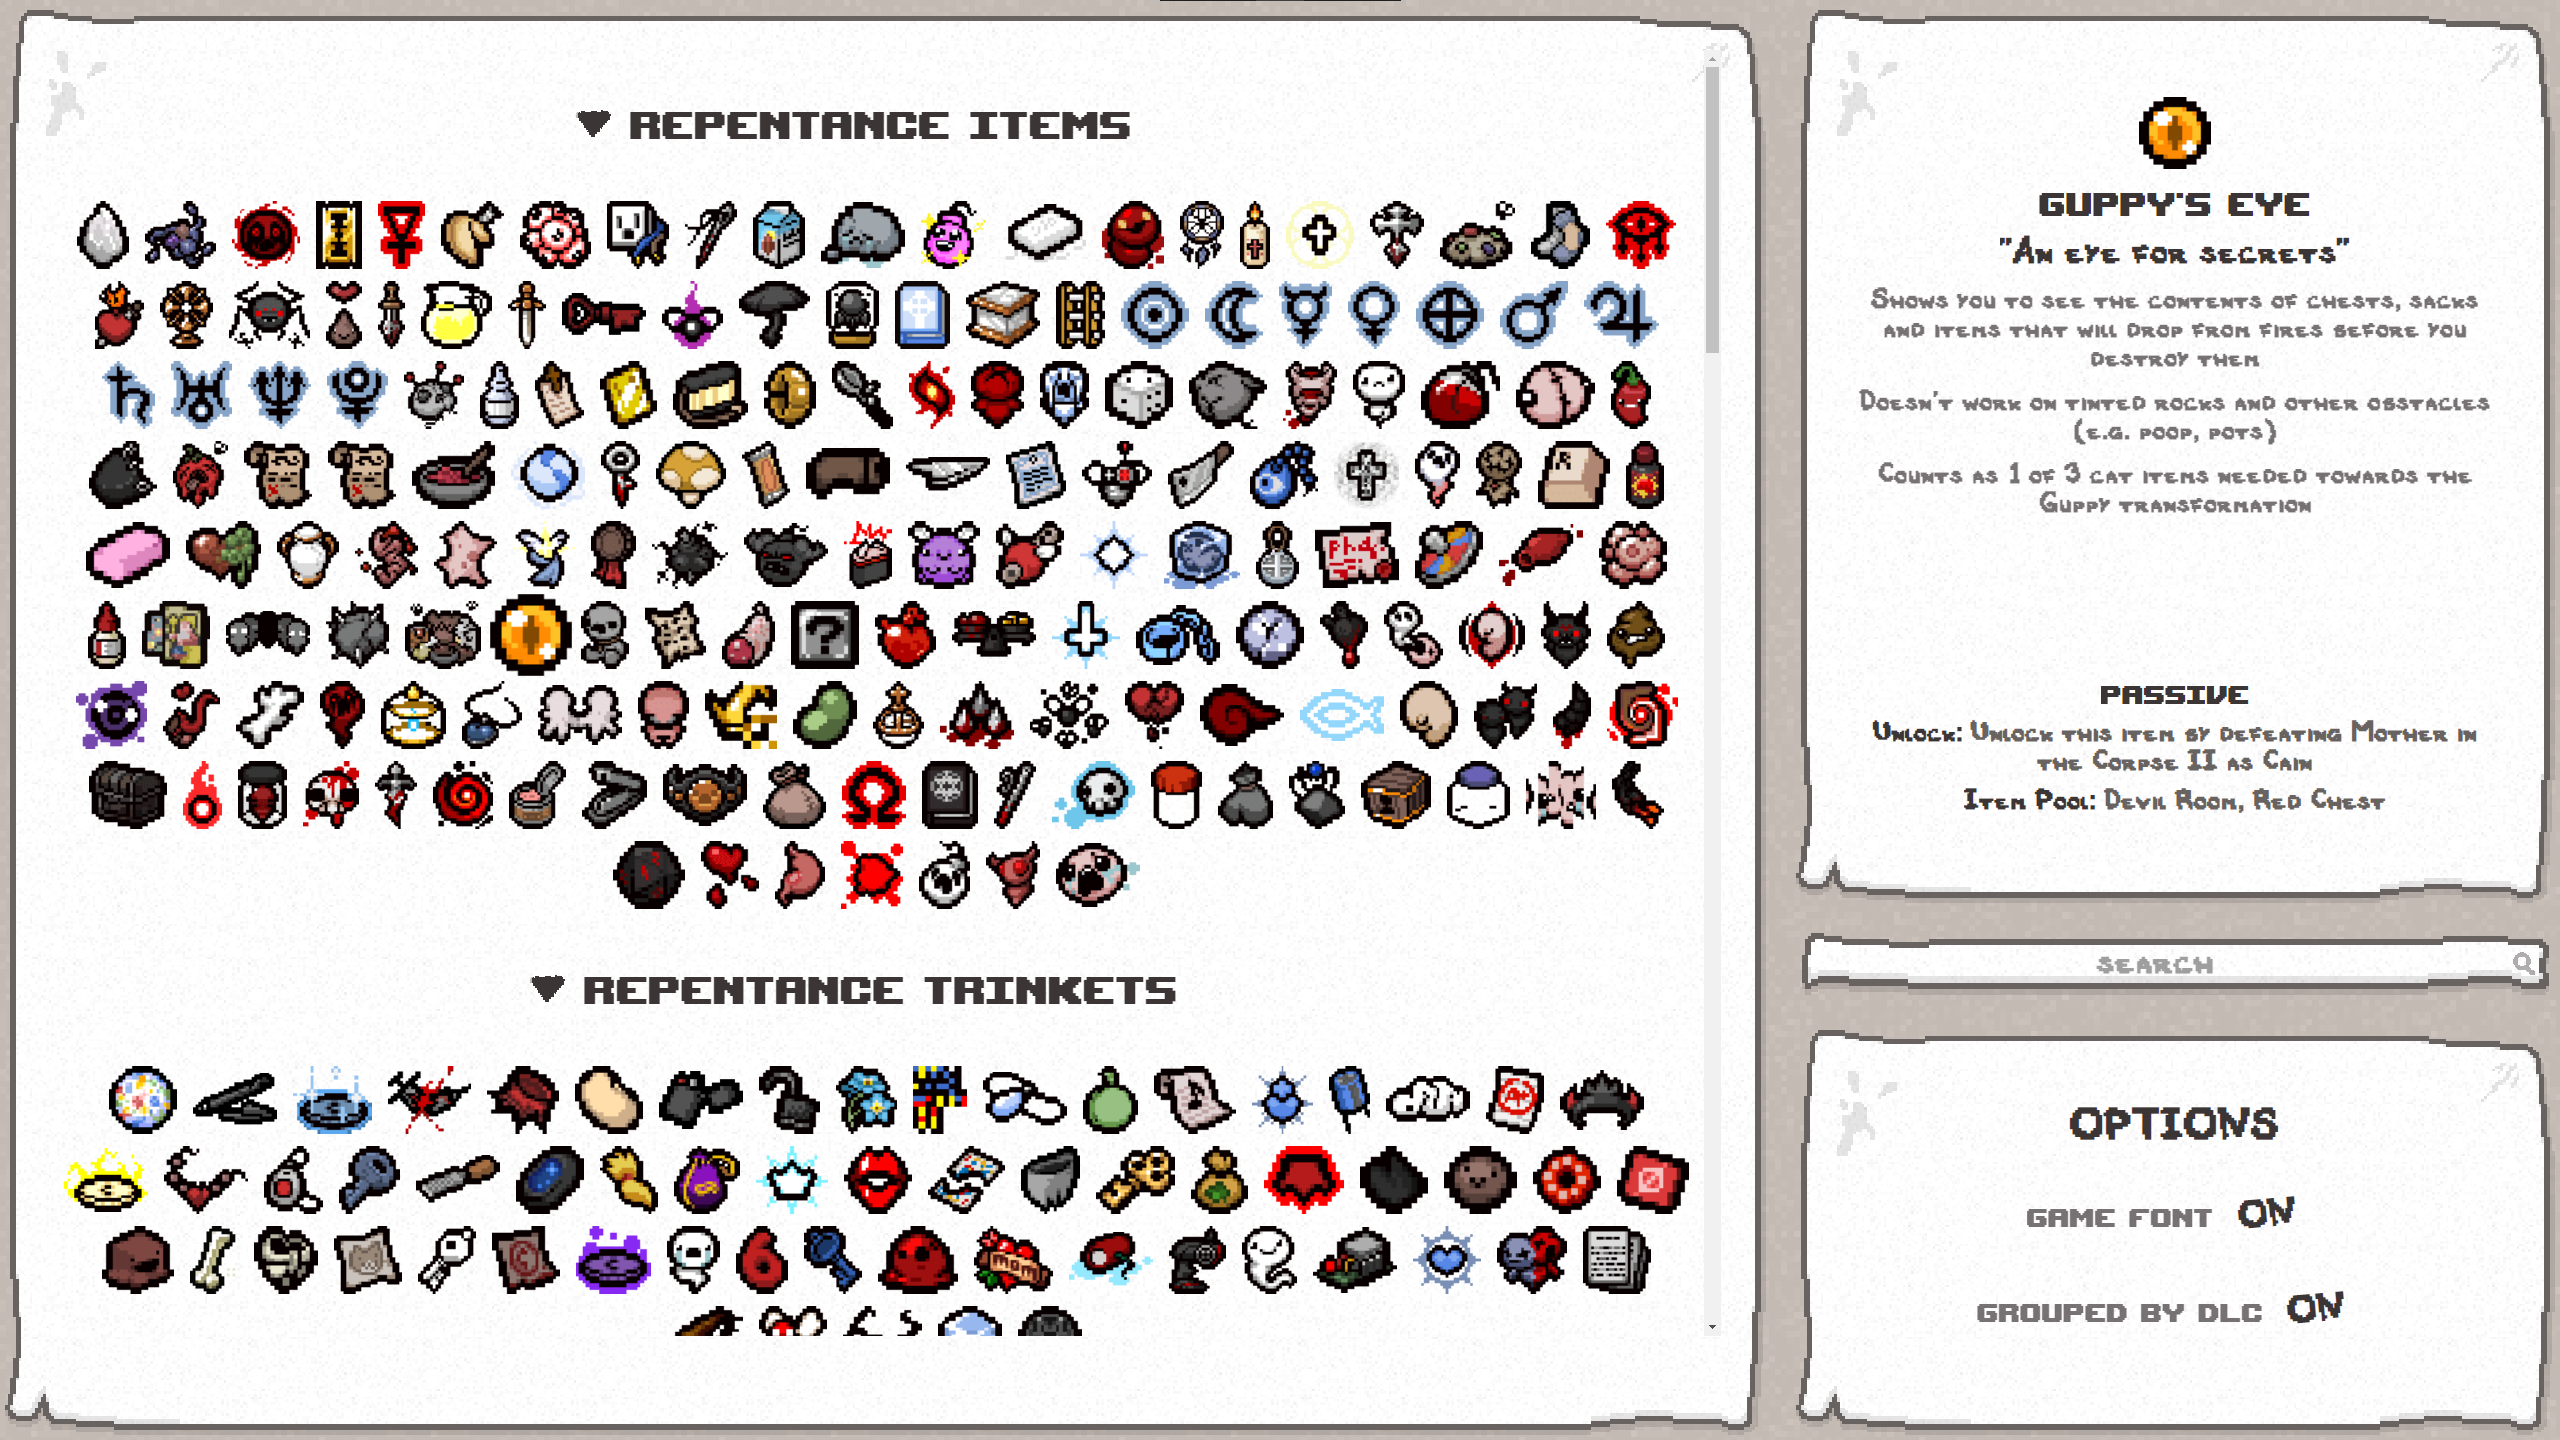 REPENTANCE ITEMS
REPENTANCE TRINKETS
GUPPY'S EYE
"An eye for secrets"
Shows you to see the contents of chests, sacks
and items that will drop from fires before you
destroy them
Doesn't work on tinted rocks and other obstacles
(e.g. poop, pots)
Counts as 1 of 3 cat items needed towards the
Guppy transformation
PASSIVE
Unlock: Unlock this item by defeating Mother in
the Corpse II as Cain
Item Pool: Devil Room, Red Chest
SEARCH
OPTIONS
GAME FONT ON
GROUPED BY DLC ON